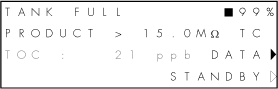 TANK FULL ■99%
PRODUCT > 15.0MΩ TC
TOC : 21 ppb DATA ▶
STANDBY ▷